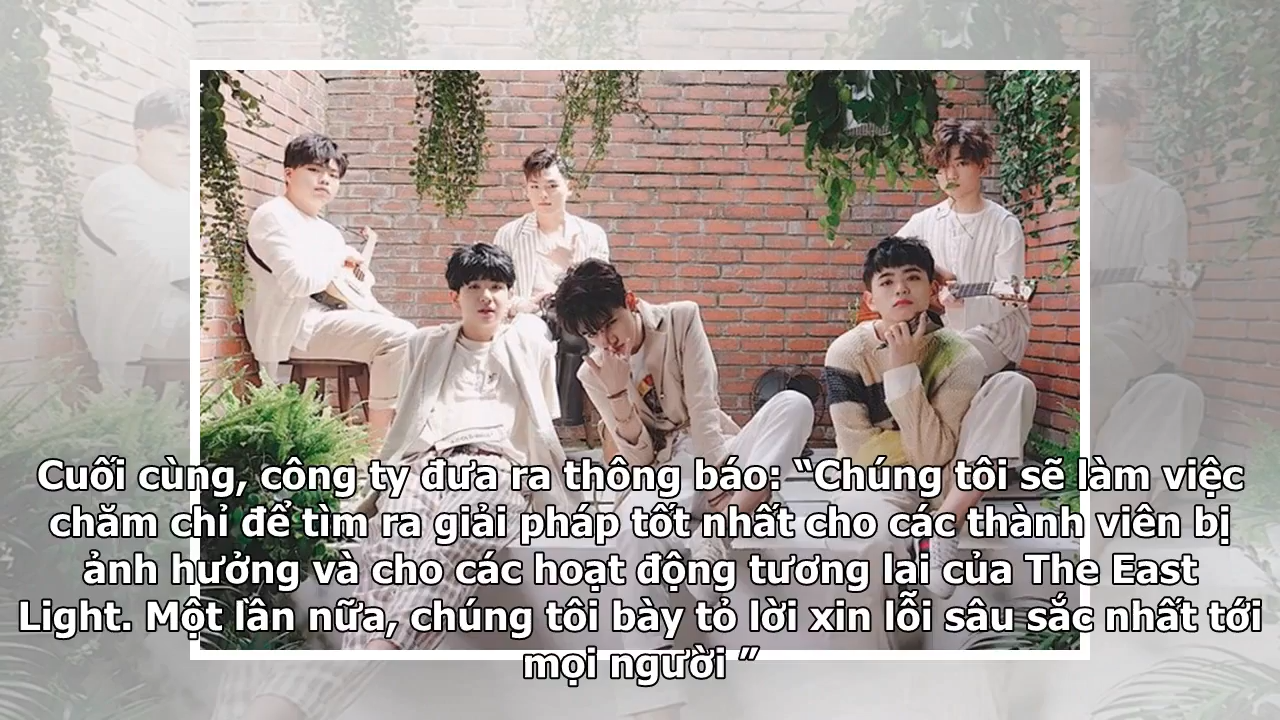 Cuối cùng, công ty đưa ra thông báo: “Chúng tôi sẽ làm việc
chăm chỉ để tìm ra giải pháp tốt nhất cho các thành viên bị
ảnh hưởng và cho các hoạt động tương lai của The East
Light. Một lần nữa, chúng tôi bày tỏ lời xin lỗi sâu sắc nhất tới
mọi người ”